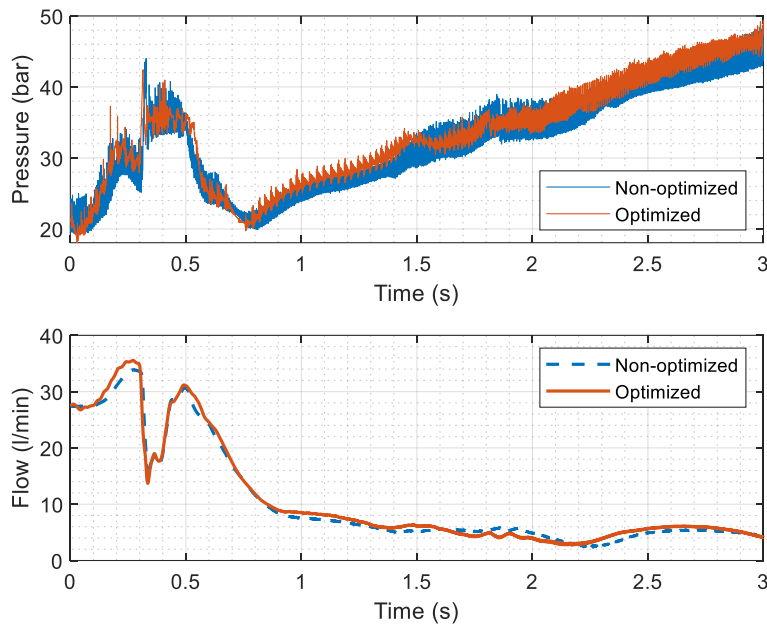 50
40
30
20
Pressure (bar)
Non-optimized
Optimized
0 0.5 1 1.5 2 2.5 3
Time (s)
40
30
20
10
0
Flow (l/min)
Non-optimized
Optimized
0 0.5 1 1.5 2 2.5 3
Time (s)